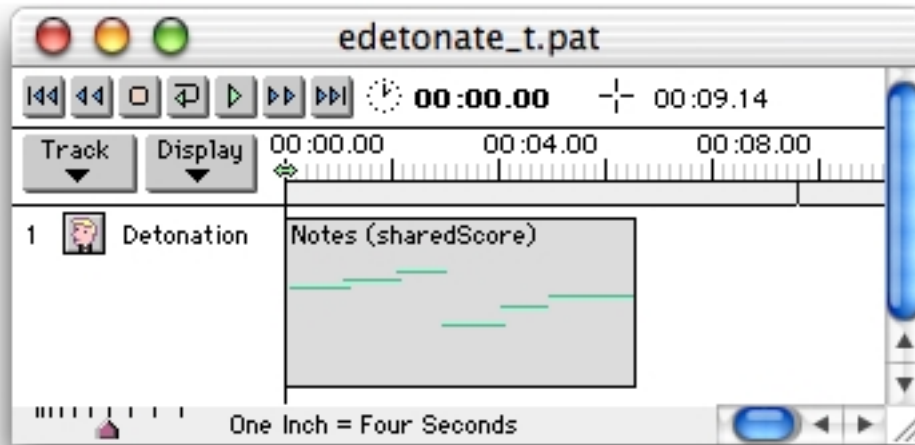 edetonate_t.pat
00:00.00 00:09.14
Track Display 00:00.00 00:04.00 00:08.00
1 Detonation Notes (sharedScore)
One Inch = Four Seconds